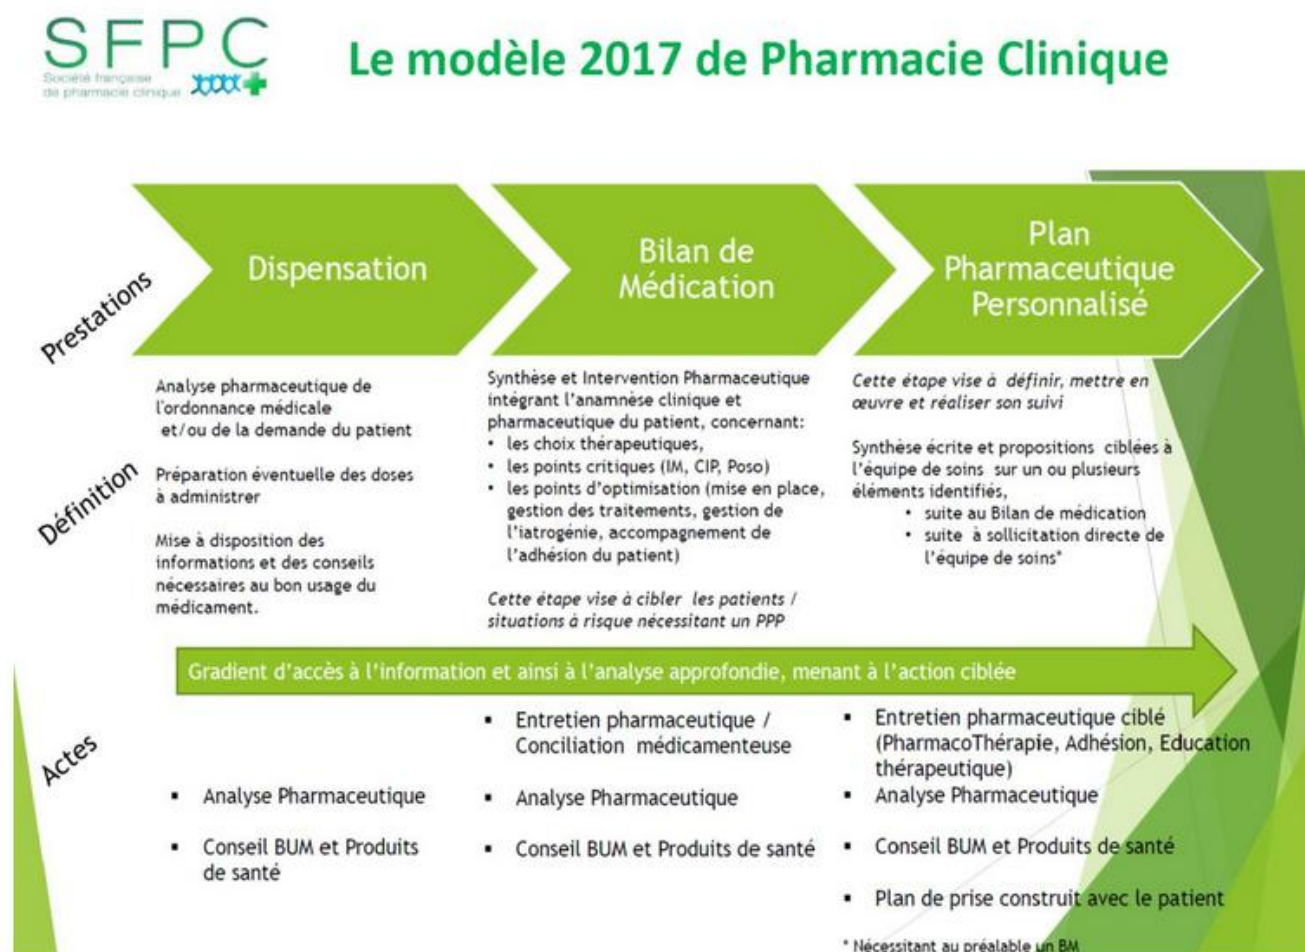 SFPC
Société française
de pharmacie clinique
Le modèle 2017 de Pharmacie Clinique
Prestations
Dispensation
Bilan de
Médication
Plan
Pharmaceutique
Personnalisé
Définition
Analyse pharmaceutique de
l'ordonnance médicale
et/ou de la demande du patient
Préparation éventuelle des doses
à administrer
Mise à disposition des
informations et des conseils
nécessaires au bon usage du
médicament.
Synthèse et Intervention Pharmaceutique
intégrant l'anamnèse clinique et
pharmaceutique du patient, concernant:
• les choix thérapeutiques,
• les points critiques (IM, CIP, Poso)
• les points d'optimisation (mise en place,
gestion des traitements, gestion de
l'iatrogénie, accompagnement de
l'adhésion du patient)
Cette étape vise à cibler les patients /
situations à risque nécessitant un PPP
Cette étape vise à définir, mettre en
œuvre et réaliser son suivi
Synthèse écrite et propositions ciblées à
l'équipe de soins sur un ou plusieurs
éléments identifiés,
• suite au Bilan de médication
• suite à sollicitation directe de
l'équipe de soins*
Gradient d'accès à l'information et ainsi à l'analyse approfondie, menant à l'action ciblée
Actes
▪ Analyse Pharmaceutique
▪ Conseil BUM et Produits
de santé
▪ Entretien pharmaceutique /
Conciliation médicamenteuse
▪ Analyse Pharmaceutique
▪ Conseil BUM et Produits de santé
▪ Entretien pharmaceutique ciblé
(PharmacoThérapie, Adhésion, Education
thérapeutique)
▪ Analyse Pharmaceutique
▪ Conseil BUM et Produits de santé
▪ Plan de prise construit avec le patient
* Nécessitant au préalable un BM